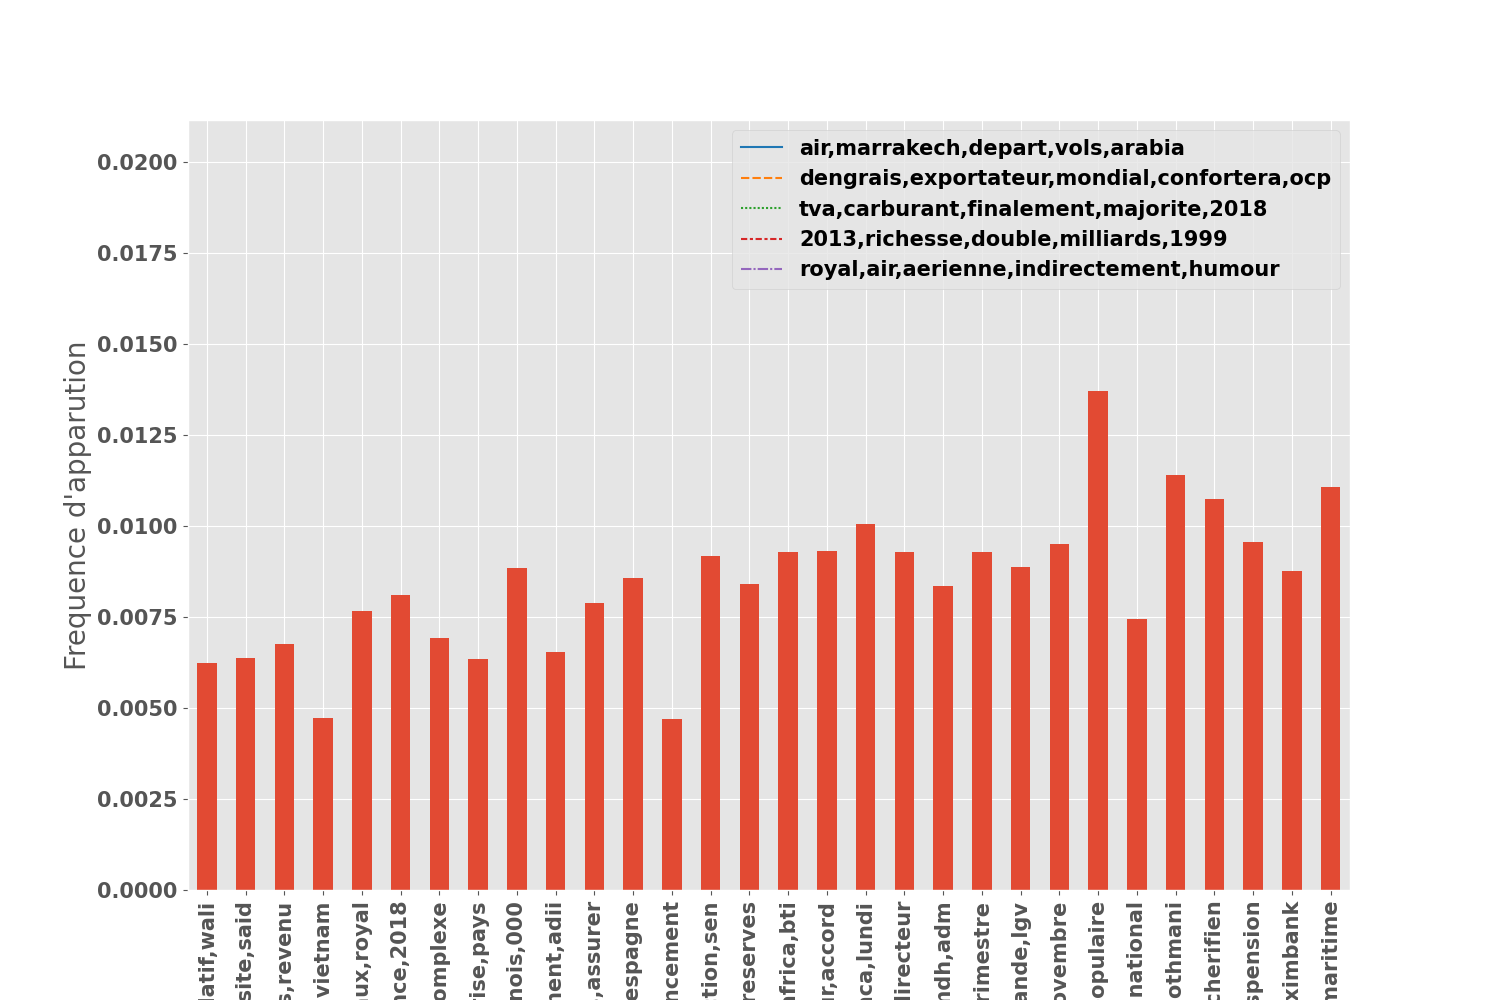 air,marrakech,depart,vols,arabia
dengrais,exportateur,mondial,confortera,ocp
tva,carburant,finalement,majorite,2018
2013,richesse,double,milliards,1999
royal,air,aerienne,indirectement,humour
Frequence d'apparution
0.0200
0.0175
0.0150
0.0125
0.0100
0.0075
0.0050
0.0025
0.0000
latif,wali
site,said
s,revenu
vietnam
ux,royal
nce,2018
omplexe
rise,pays
nois,000
nent,adii
,assurer
espagne
ncement
tion,sen
reserves
africa,bti
ur,accord
ca,lundi
directeur
ndh,adm
rimestre
ande,lgv
ovembre
opulaire
national
othmani
cherifien
spension
ximbank
maritime